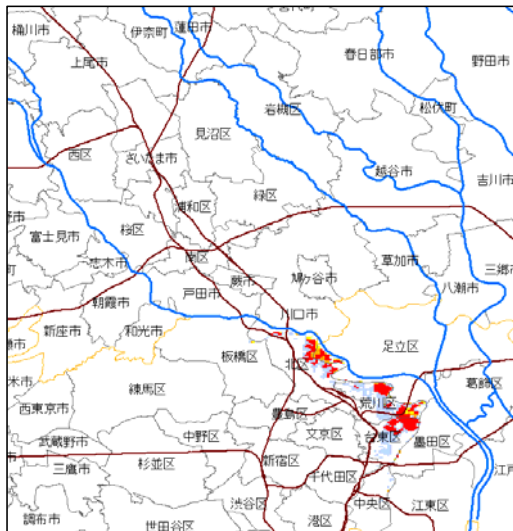 桶川市
伊奈町
蓮田市
春日部市
野田市
上尾市
岩槻区
松伏町
見沼区
西区
さいたま市
越谷市
吉川市
緑区
浦和区
桜区
富士見市
志木市
南区
草加市
三郷市
蕨市
鳩ヶ谷市
八潮市
戸田市
朝霞市
川口市
新座市
和光市
足立区
板橋区
北区
葛飾区
練馬区
荒川区
西東京市
豊島区
文京区
台東区
墨田区
武蔵野市
中野区
三鷹市
杉並区
新宿区
千代田区
江戸
渋谷区
中央区
江東区
調布市
世田谷区
港区